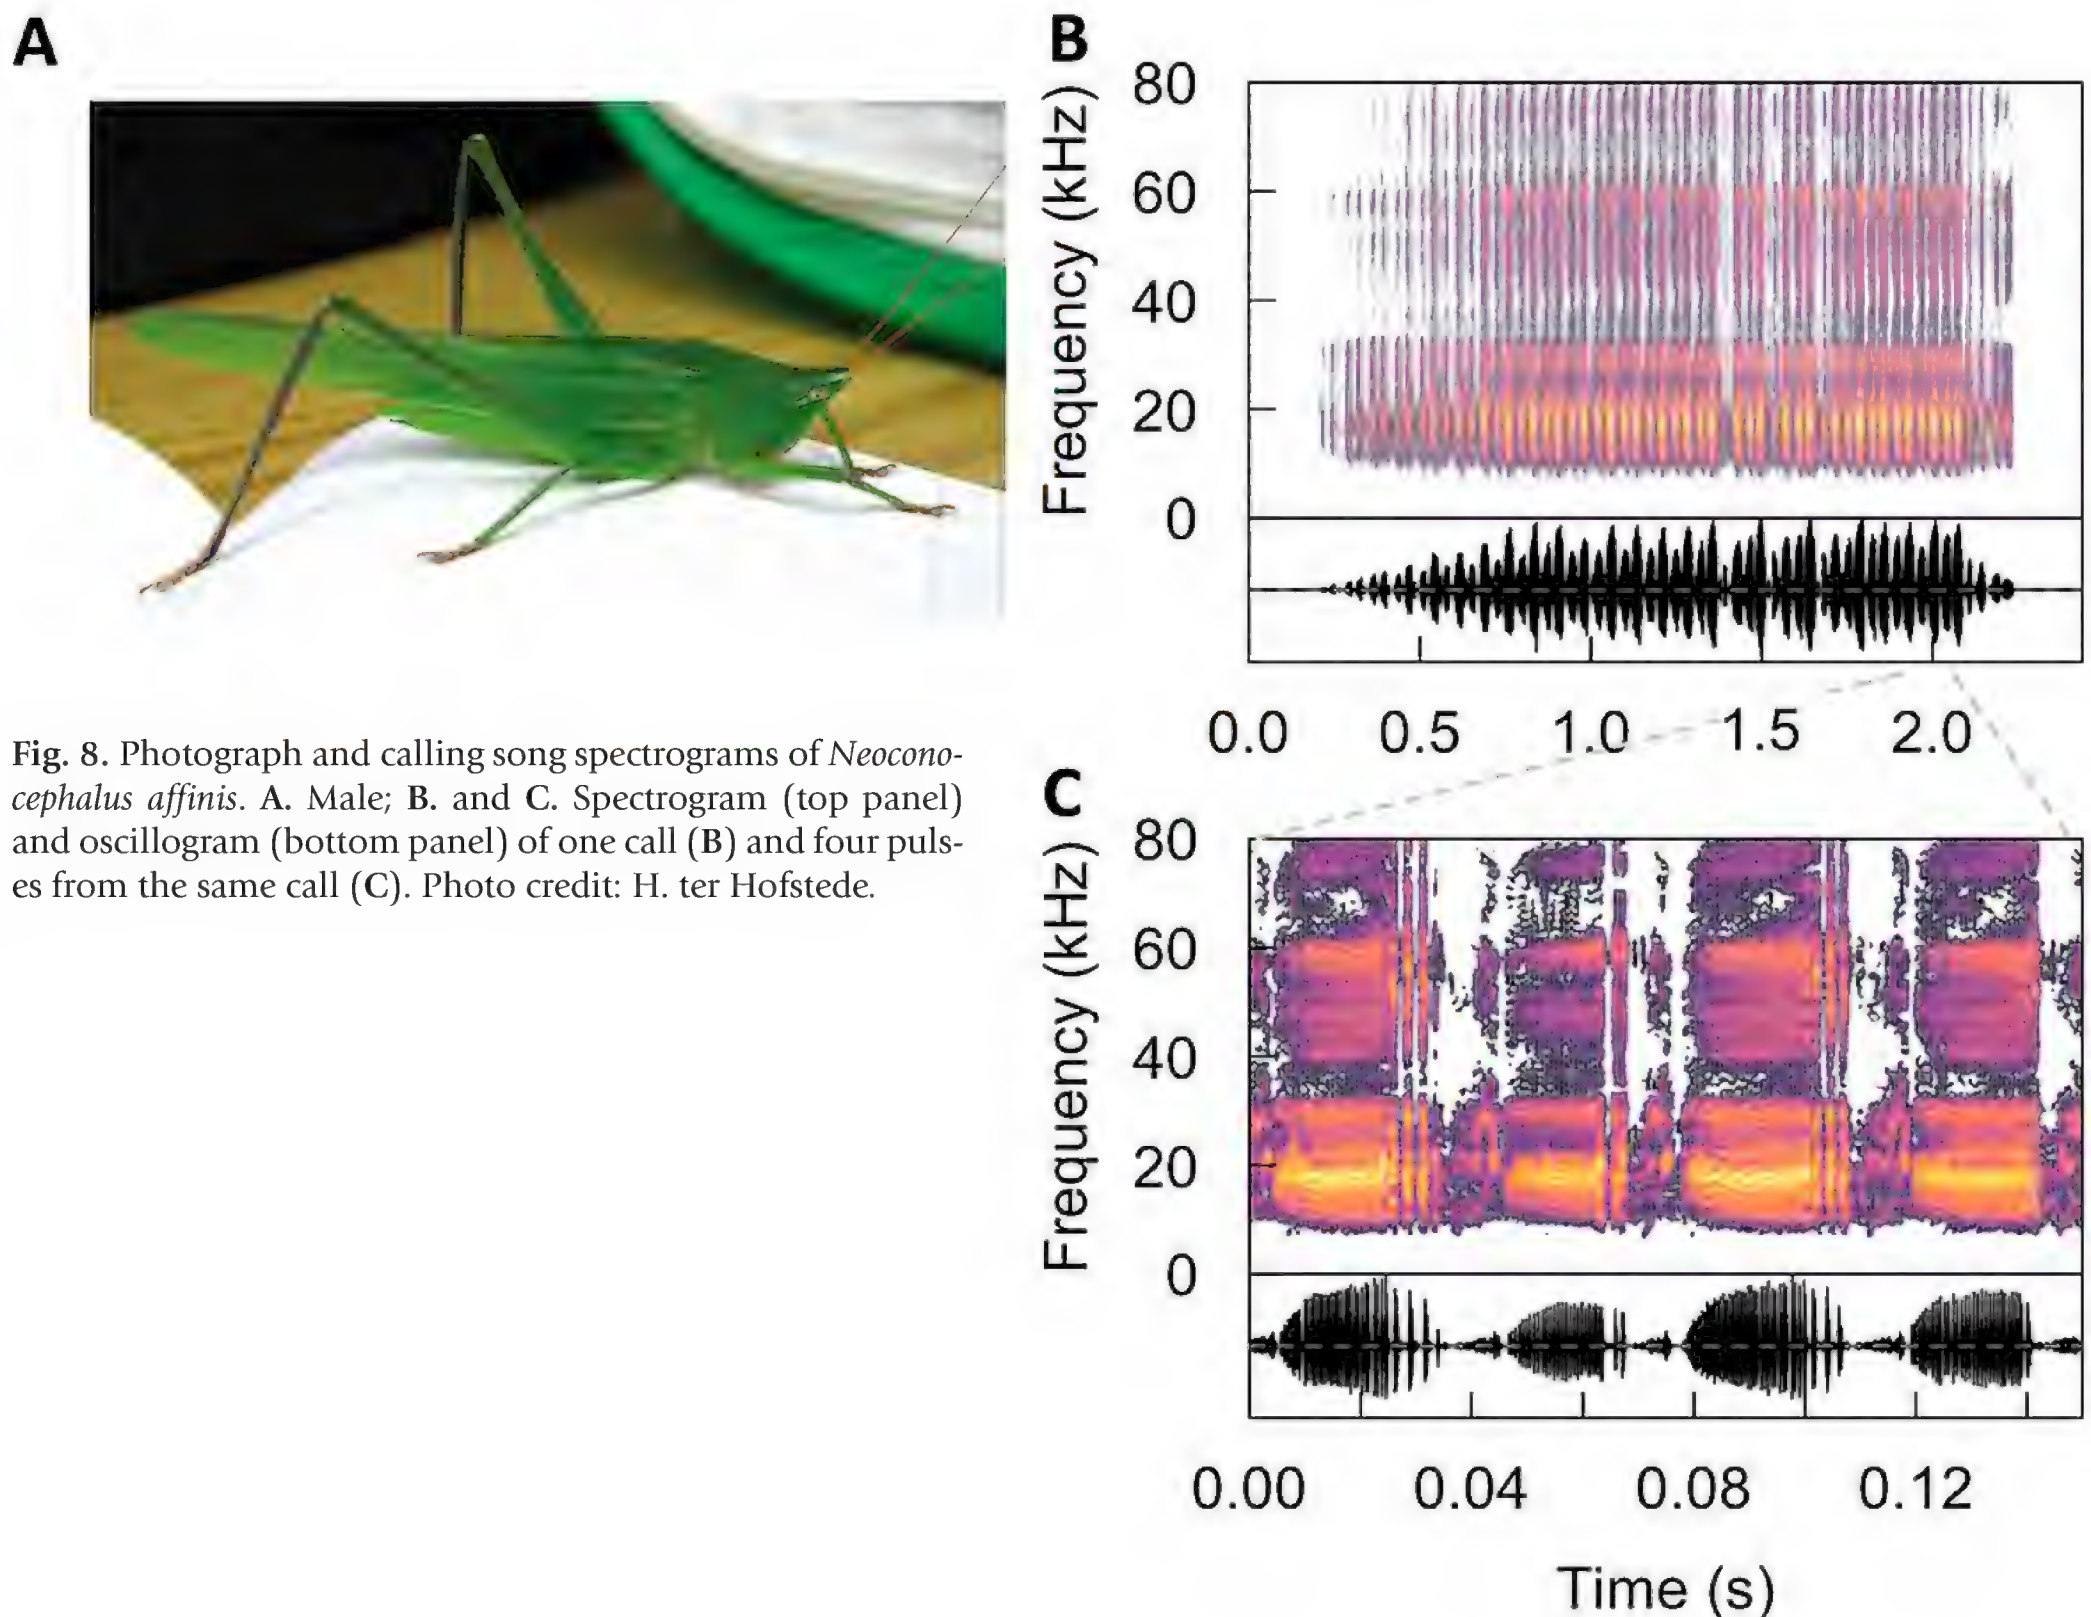 A
B
80
60
40
20
0
Frequency (kHz)
0.0 0.5 1.0 1.5 2.0
Fig. 8. Photograph and calling song spectrograms of Neocono-
cephalus affinis. A. Male; B. and C. Spectrogram (top panel)
and oscillogram (bottom panel) of one call (B) and four puls-
es from the same call (C). Photo credit: H. ter Hofstede.
C
80
60
40
20
0
Frequency (kHz)
0.00 0.04 0.08 0.12
Time (s)